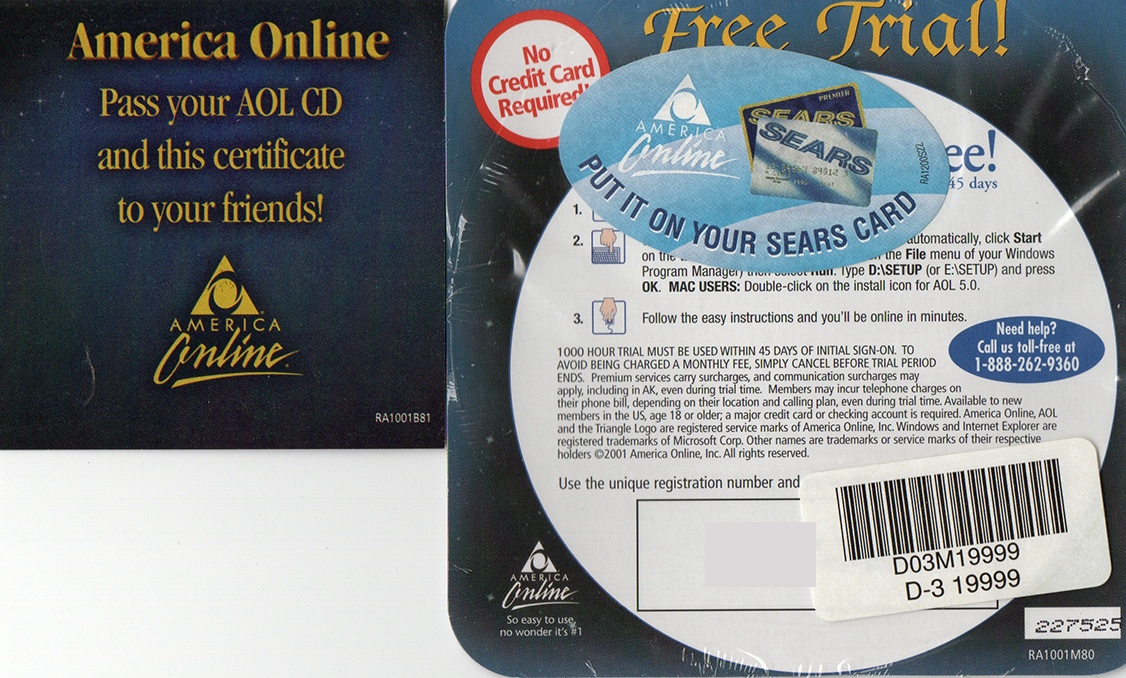 America Online
Pass your AOL CD
and this certificate
to your friends!
AMERICA
Online
RA1001B81
Free Trial!
No
Credit Card
Required!
AMERICA
Online
PREMIER
SEARS
SEARS
RA1200S22
PUT IT ON YOUR SEARS CARD
ee!
45 days
1.
2.
automatically, click Start
on the
the File menu of your Windows
Program Manager) then select Run. Type D:\SETUP (or E:\SETUP) and press
OK. MAC USERS: Double-click on the install icon for AOL 5.0.
3.
Follow the easy instructions and you'll be online in minutes.
Need help?
Call us toll-free at
1-888-262-9360
1000 HOUR TRIAL MUST BE USED WITHIN 45 DAYS OF INITIAL SIGN-ON. TO
AVOID BEING CHARGED A MONTHLY FEE, SIMPLY CANCEL BEFORE TRIAL PERIOD
ENDS. Premium services carry surcharges, and communication surcharges may
apply, including in AK, even during trial time. Members may incur telephone charges on
their phone bill, depending on their location and calling plan, even during trial time. Available to new
members in the US, age 18 or older; a major credit card or checking account is required. America Online, AOL
and the Triangle Logo are registered service marks of America Online, Inc. Windows and Internet Explorer are
registered trademarks of Microsoft Corp. Other names are trademarks or service marks of their respective
holders ©2001 America Online, Inc. All rights reserved.
Use the unique registration number and
D03M19999
D-3 19999
AMERICA
Online
So easy to use,
no wonder it's #1
227525
RA1001M80